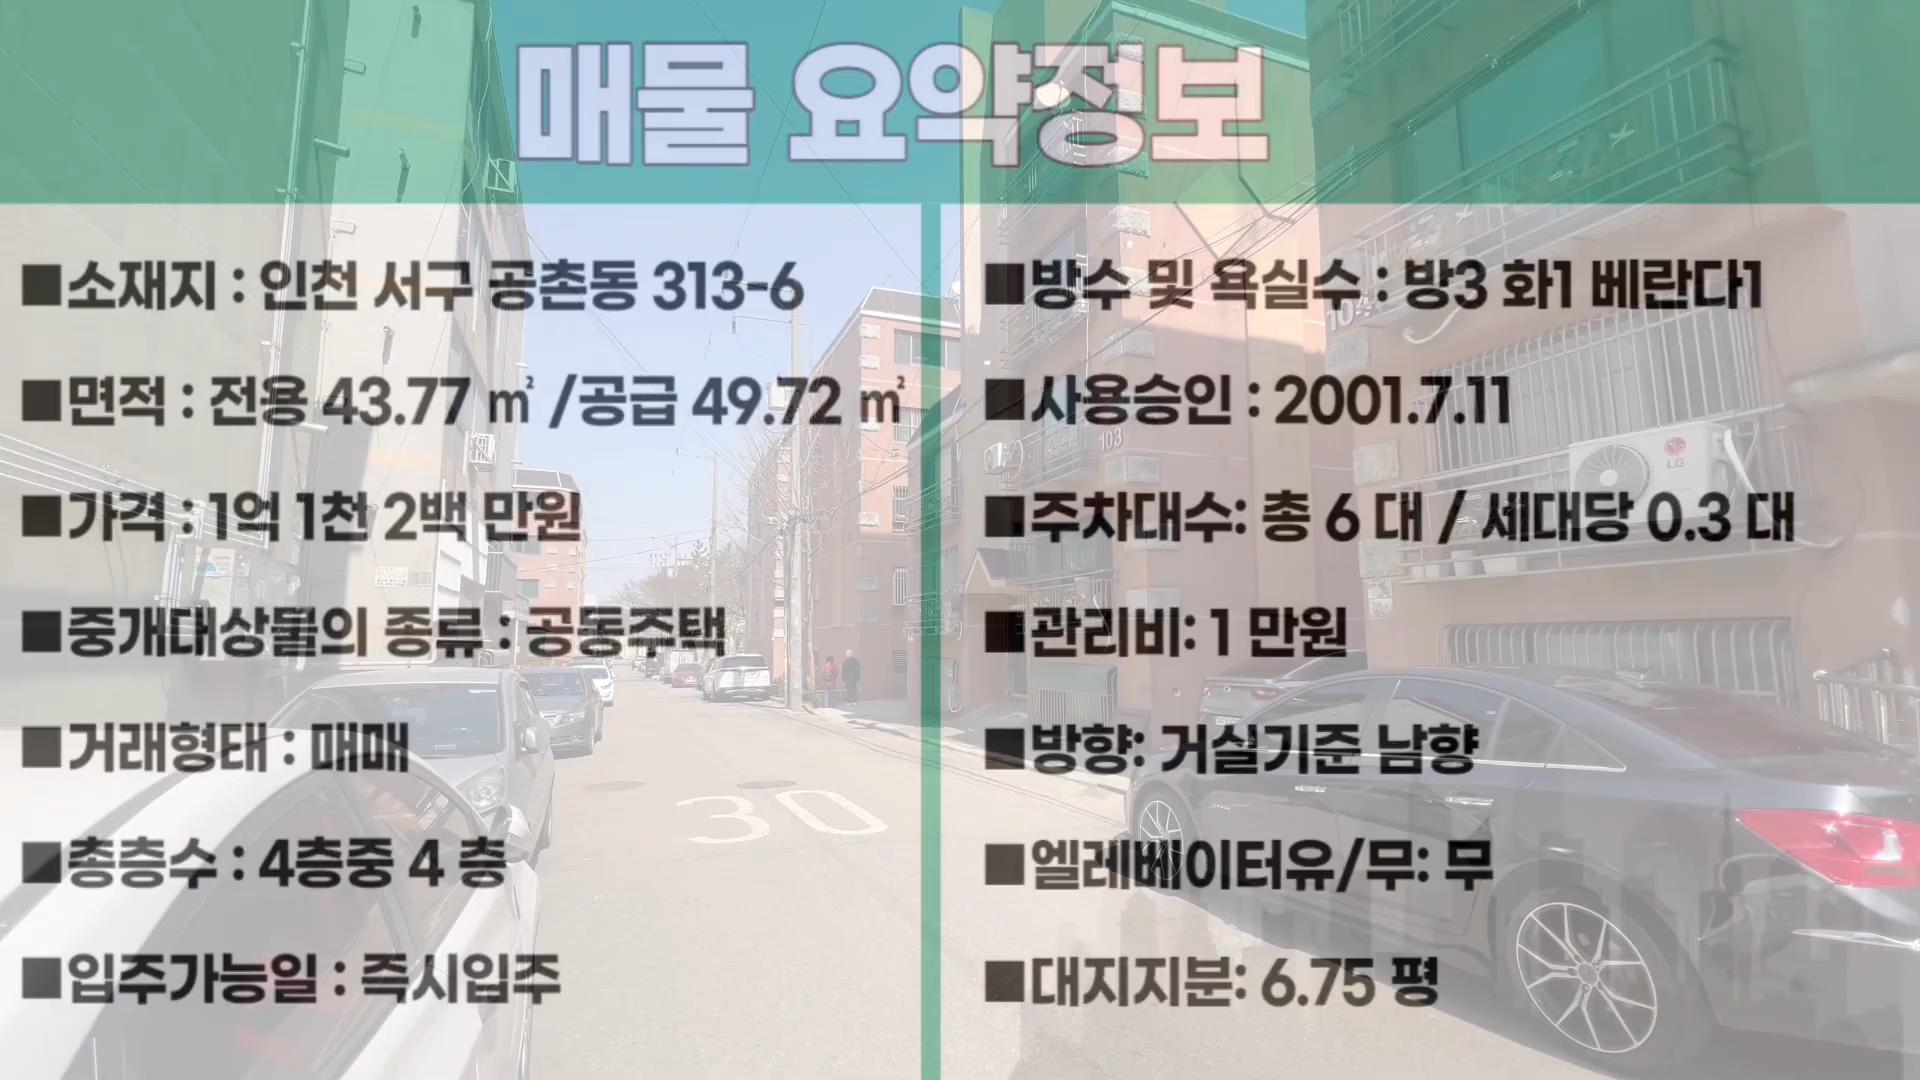 매물 요약정보
■소재지 : 인천 서구 공촌동 313-6
■면적 : 전용 43.77 ㎡ /공급 49.72 ㎡
■가격 : 1억 1천 2백 만원
■중개대상물의 종류 : 공동주택
■거래형태 : 매매
■총층수 : 4층중 4 층
■입주가능일 : 즉시입주
■방수 및 욕실수 : 방3 화1 베란다1
■사용승인 : 2001.7.11
■주차대수: 총 6 대 / 세대당 0.3 대
■관리비: 1 만원
■방향: 거실기준 남향
■엘레베이터유/무: 무
■대지지분: 6.75 평
103
LG
30